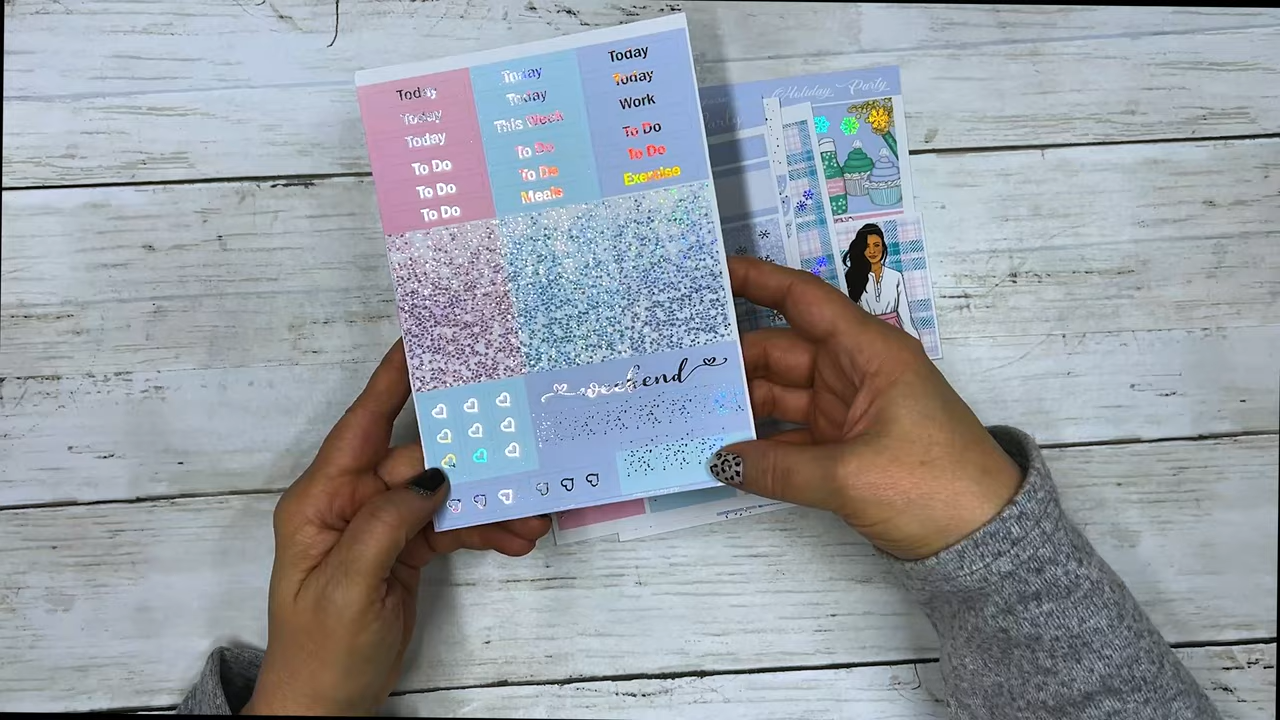 Today
Today
Today
To Do
To Do
To Do
Today
Today
This Week
To Do
To Do
Meals
Today
Today
Work
To Do
To Do
Exercise
weekend
Holiday Party
Party